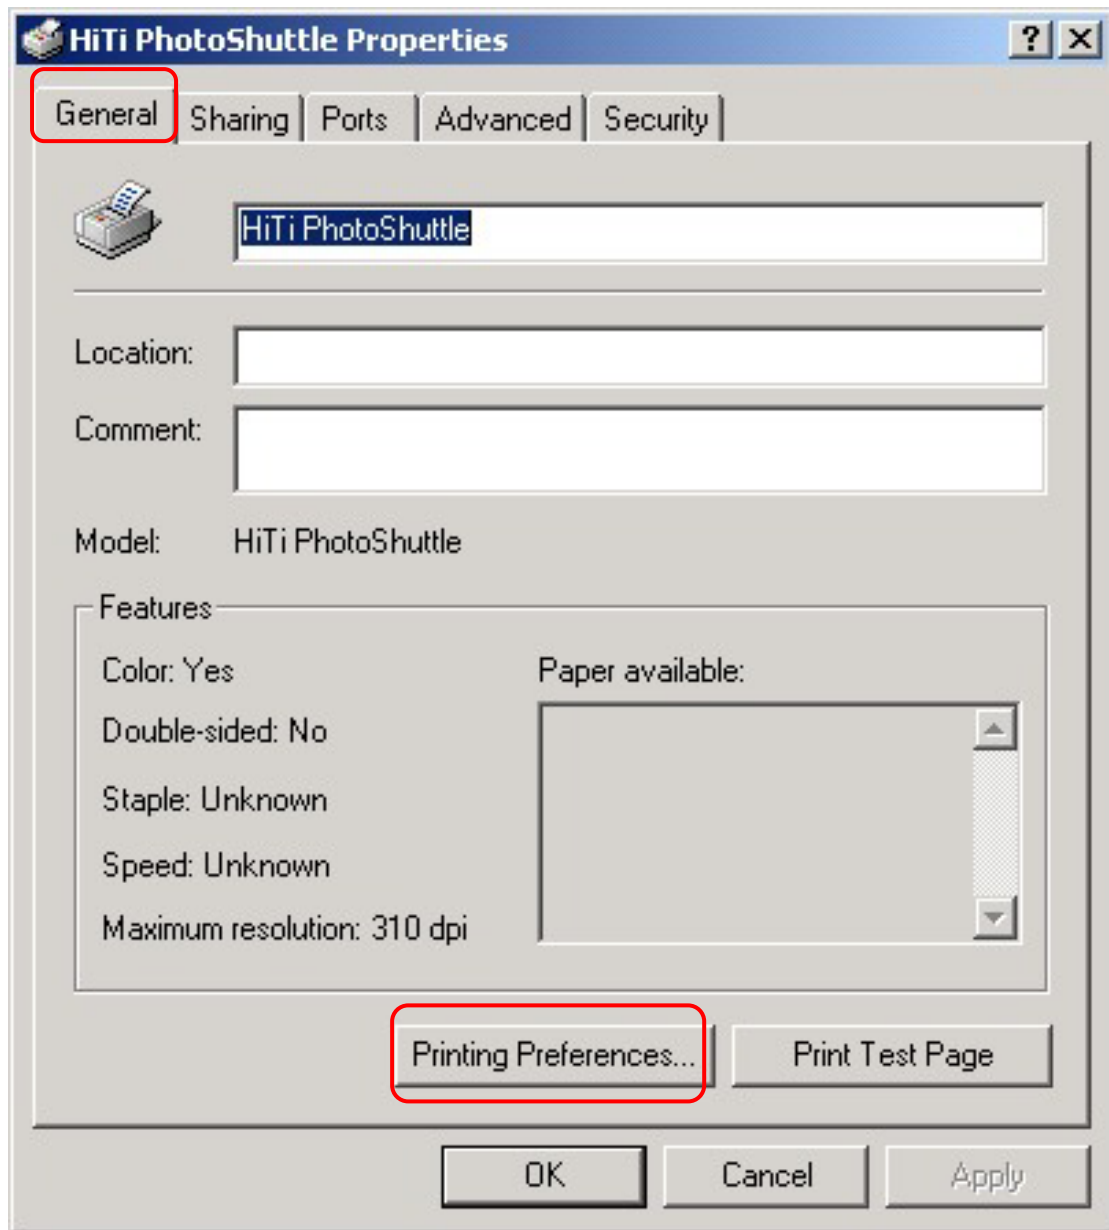 HiTi PhotoShuttle Properties
General Sharing Ports Advanced Security
HiTi PhotoShuttle
Location:
Comment:
Model: HiTi PhotoShuttle
Features
Color: Yes Paper available:
Double-sided: No
Staple: Unknown
Speed: Unknown
Maximum resolution: 310 dpi
Printing Preferences... Print Test Page
OK Cancel Apply